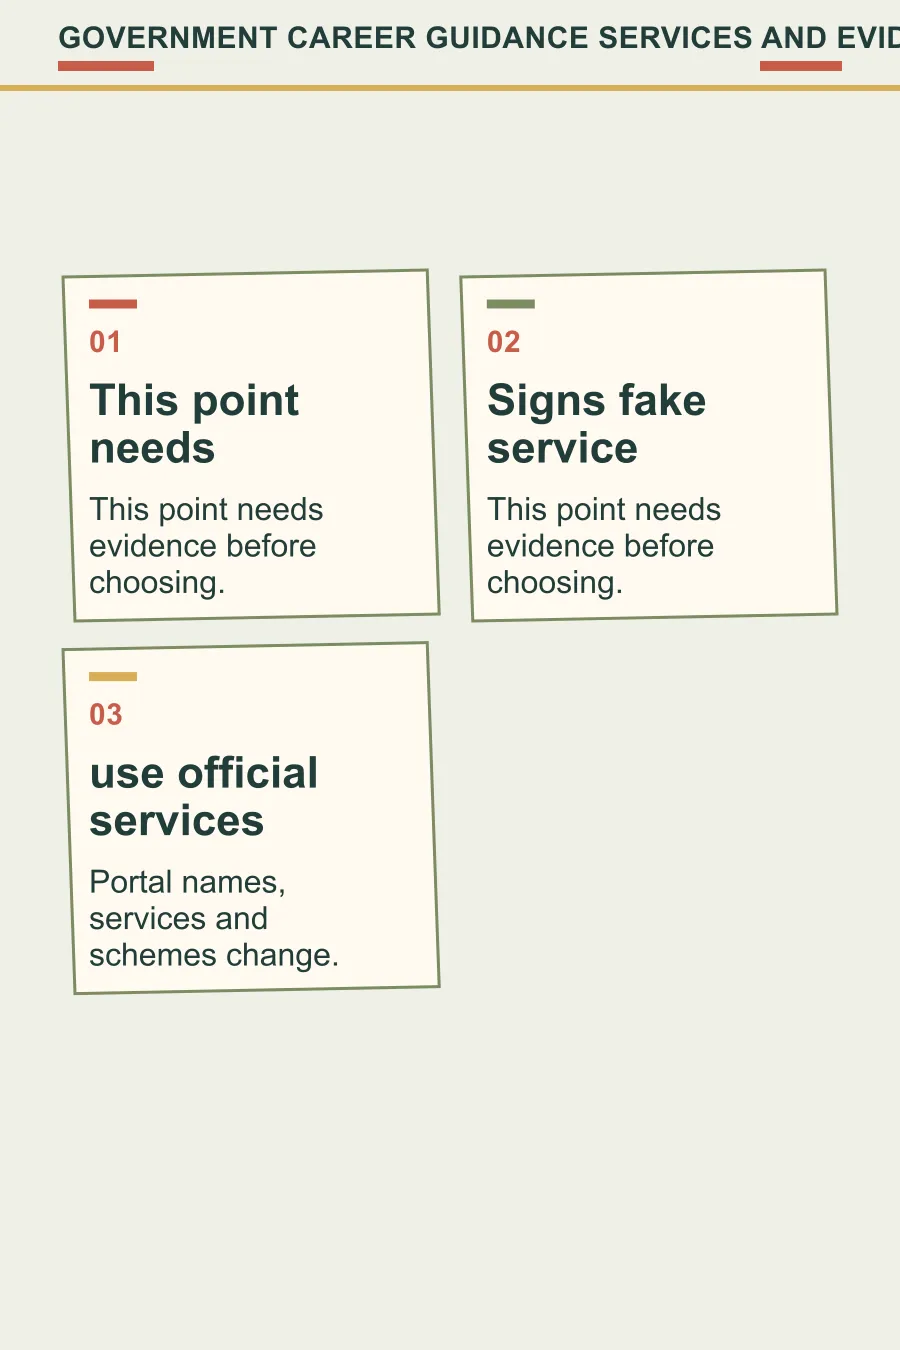 GOVERNMENT CAREER GUIDANCE SERVICES AND EVID
01
This point
needs
This point needs
evidence before
choosing.
02
Signs fake
service
This point needs
evidence before
choosing.
03
use official
services
Portal names,
services and
schemes change.